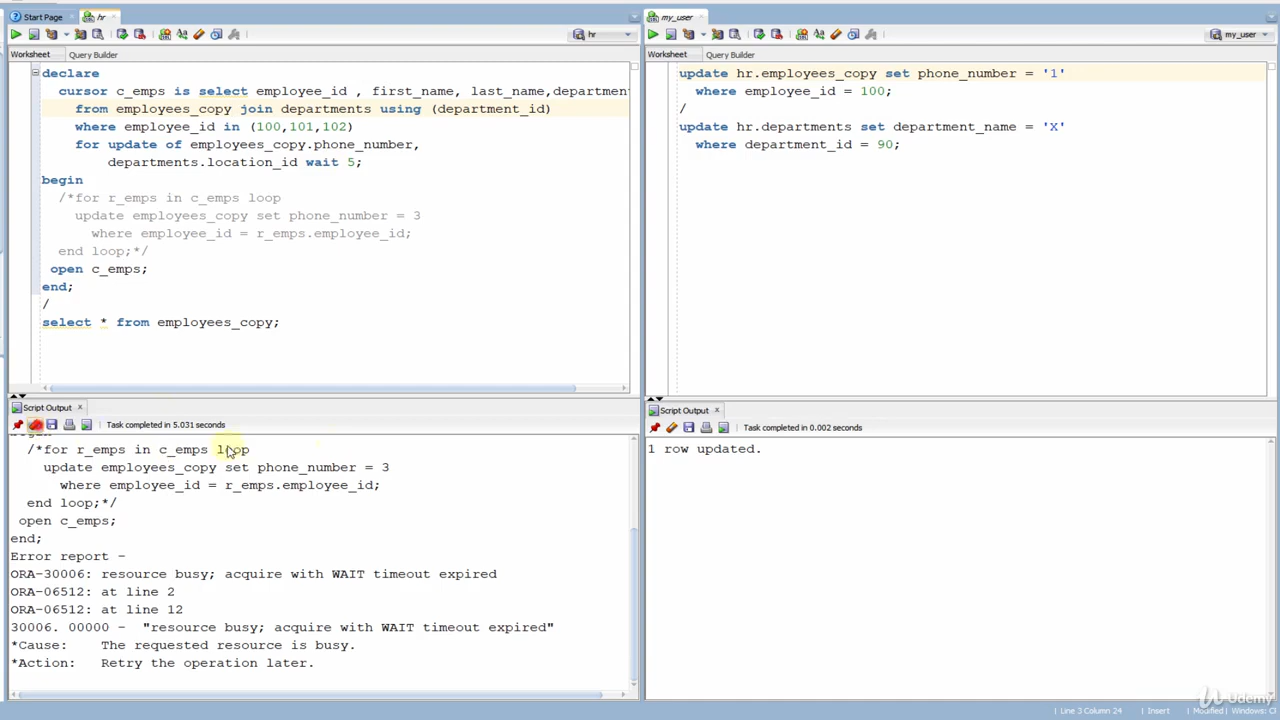 Start Page
hr
hr
Worksheet
Query Builder
declare
cursor c_emps is select employee_id , first_name, last_name,department
from employees_copy join departments using (department_id)
where employee_id in (100,101,102)
for update of employees_copy.phone_number,
departments.location_id wait 5;
begin
/*for r_emps in c_emps loop
update employees_copy set phone_number = 3
where employee_id = r_emps.employee_id;
end loop;*/
open c_emps;
end;
/
select * from employees_copy;
Script Output
Task completed in 5.031 seconds
/*for r_emps in c_emps loop
update employees_copy set phone_number = 3
where employee_id = r_emps.employee_id;
end loop;*/
open c_emps;
end;
Error report -
ORA-30006: resource busy; acquire with WAIT timeout expired
ORA-06512: at line 2
ORA-06512: at line 12
30006. 00000 -  "resource busy; acquire with WAIT timeout expired"
*Cause:    The requested resource is busy.
*Action:   Retry the operation later.
my_user
my_user
Worksheet
Query Builder
update hr.employees_copy set phone_number = '1'
where employee_id = 100;
/
update hr.departments set department_name = 'X'
where department_id = 90;
Script Output
Task completed in 0.002 seconds
1 row updated.
Udemy
Line 3 Column 24
Insert
Modified